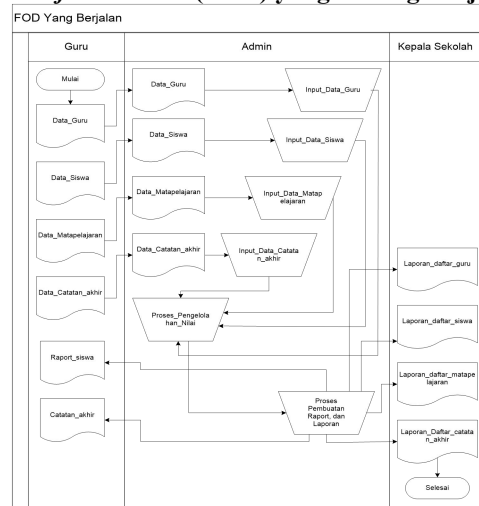 FOD Yang Berjalan
Guru
Admin
Kepala Sekolah
Mulai
Data_Guru
Data_Siswa
Data_Matapelajaran
Data_Catatan_akhir
Raport_siswa
Catatan_akhir
Data_Guru
Input_Data_Guru
Data_Siswa
Input_Data_Siswa
Data_Matapelajaran
Input_Data_Matap
elajaran
Data_Catatan_akhir
Input_Data_Catata
n_akhir
Proses_Pengelola
han_Nilai
Proses
Pembuatan
Raport, dan
Laporan
Laporan_daftar_guru
Laporan_daftar_siswa
Laporan_daftar_matape
lajaran
Laporan_Daftar_catata
n_akhir
Selesai